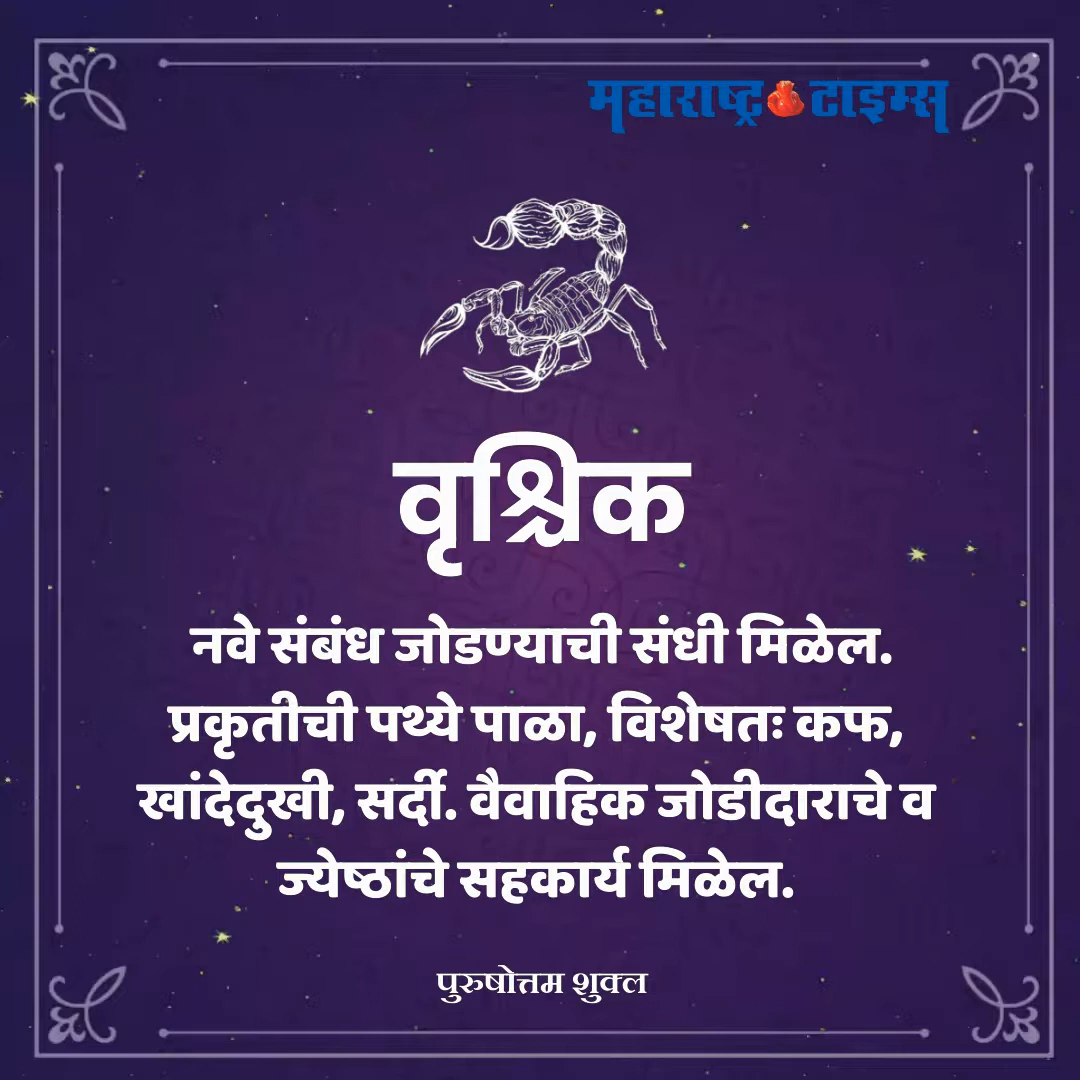 महाराष्ट्र टाइम्स
वृश्चिक
नवे संबंध जोडण्याची संधी मिळेल.
प्रकृतीची पथ्ये पाळा, विशेषतः कफ,
खांदेदुखी, सर्दी. वैवाहिक जोडीदाराचे व
ज्येष्ठांचे सहकार्य मिळेल.
पुरुषोत्तम शुक्ल